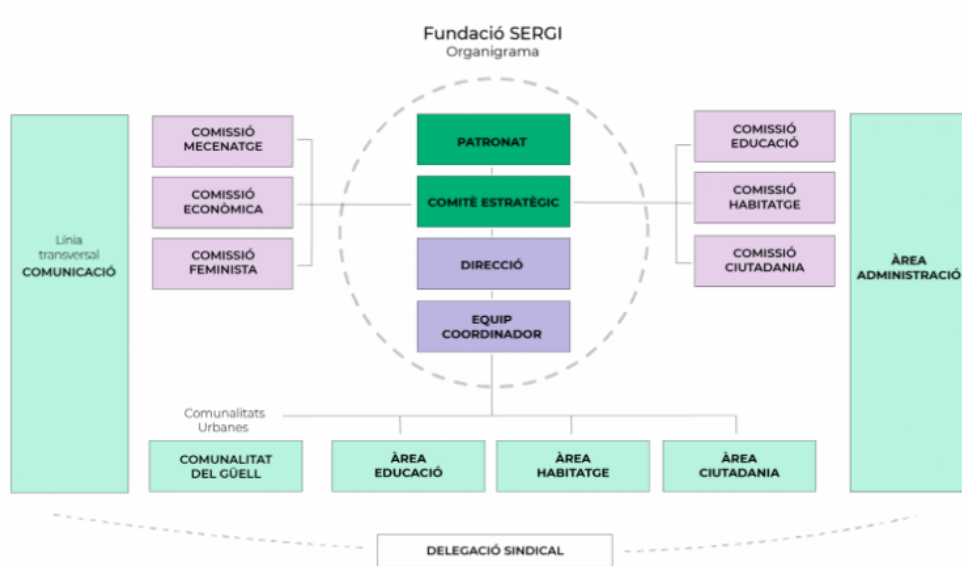 Fundació SERGI
Organigrama
Línia
transversal
COMUNICACIÓ
COMISSIÓ
MECENATGE
COMISSIÓ
ECONÒMICA
COMISSIÓ
FEMINISTA
PATRONAT
COMITÈ ESTRATÈGIC
DIRECCIÓ
EQUIP
COORDINADOR
COMISSIÓ
EDUCACIÓ
COMISSIÓ
HABITATGE
COMISSIÓ
CIUTADANIA
ÀREA
ADMINISTRACIÓ
Comunalitats
Urbanes
COMUNALITAT
DEL GÜELL
ÀREA
EDUCACIÓ
ÀREA
HABITATGE
ÀREA
CIUTADANIA
DELEGACIÓ SINDICAL